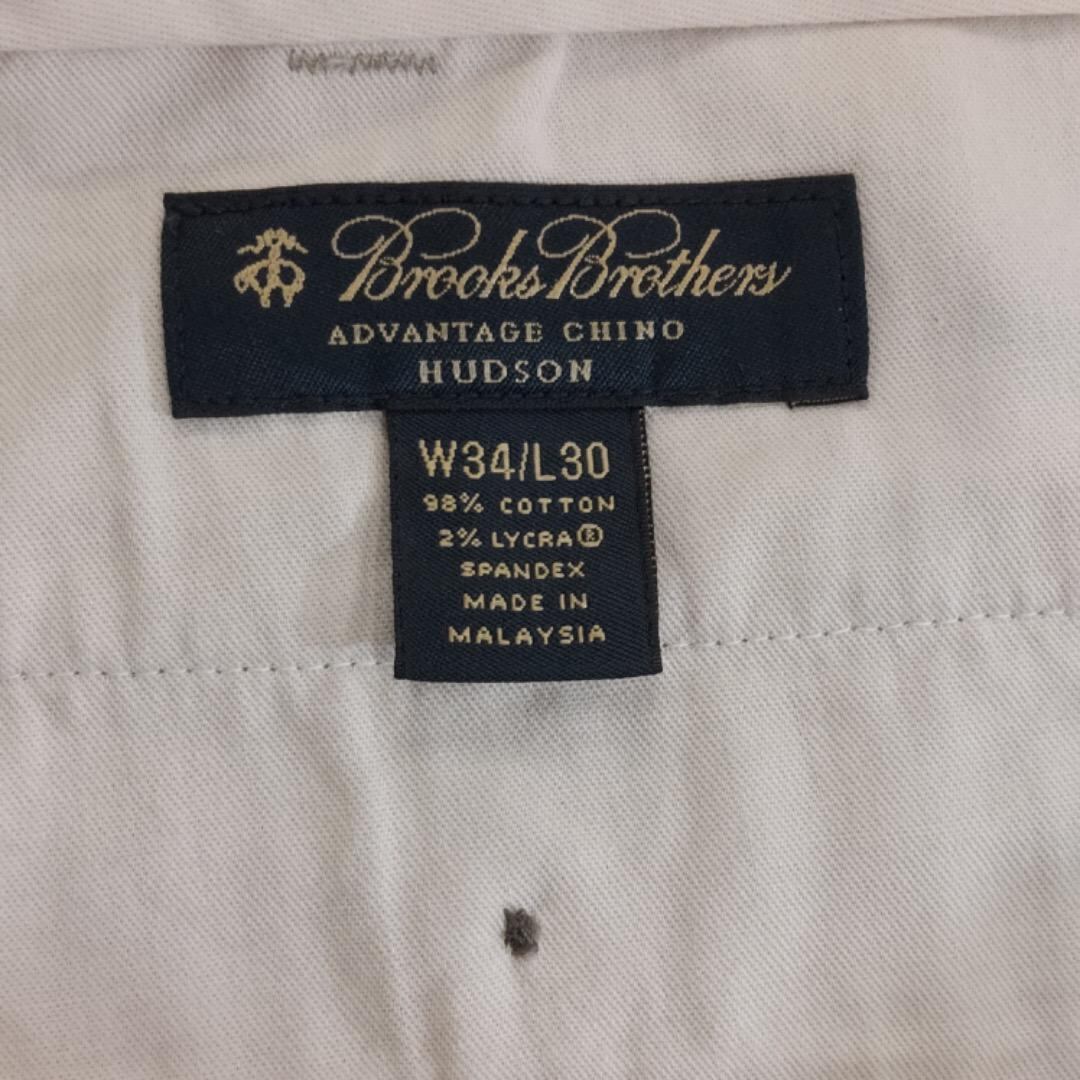 Brooks Brothers
ADVANTAGE CHINO
HUDSON
W34/L30
98% COTTON
2% LYCRA®
SPANDEX
MADE IN
MALAYSIA